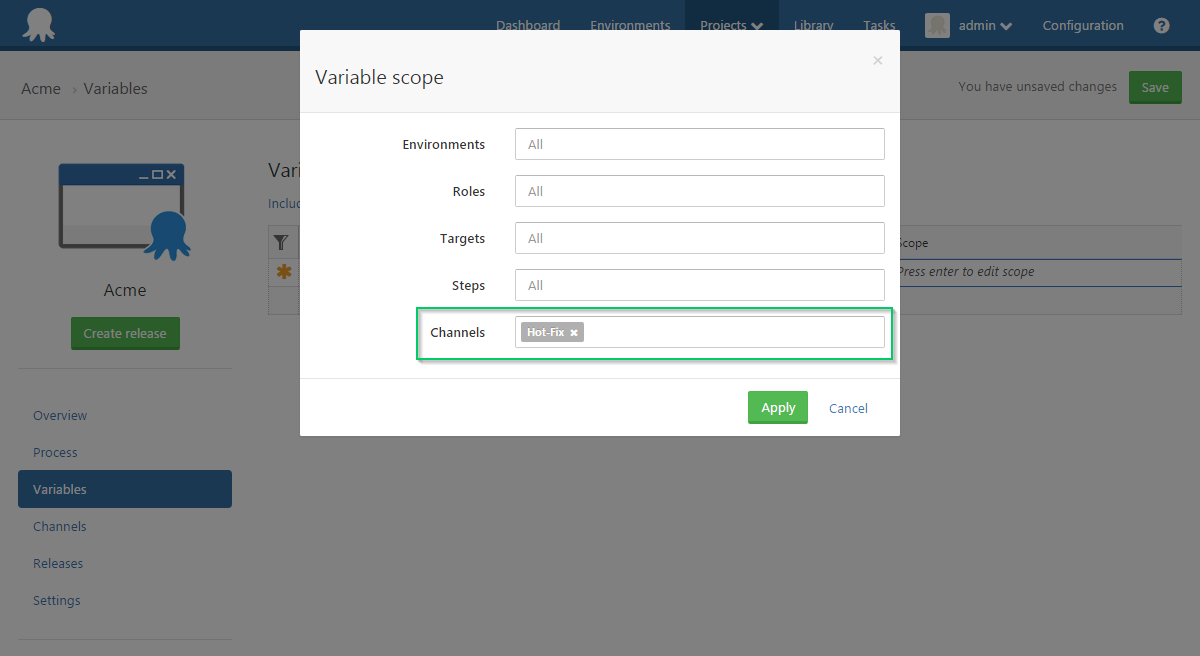 Dashboard Environments Projects Library Tasks admin Configuration ?
Acme › Variables
You have unsaved changes Save
Variable scope ×
Environments All
Roles All
Targets All
Steps All
Channels Hot-Fix ×
Apply Cancel
Scope
Press enter to edit scope
Acme
Create release
Overview
Process
Variables
Channels
Releases
Settings